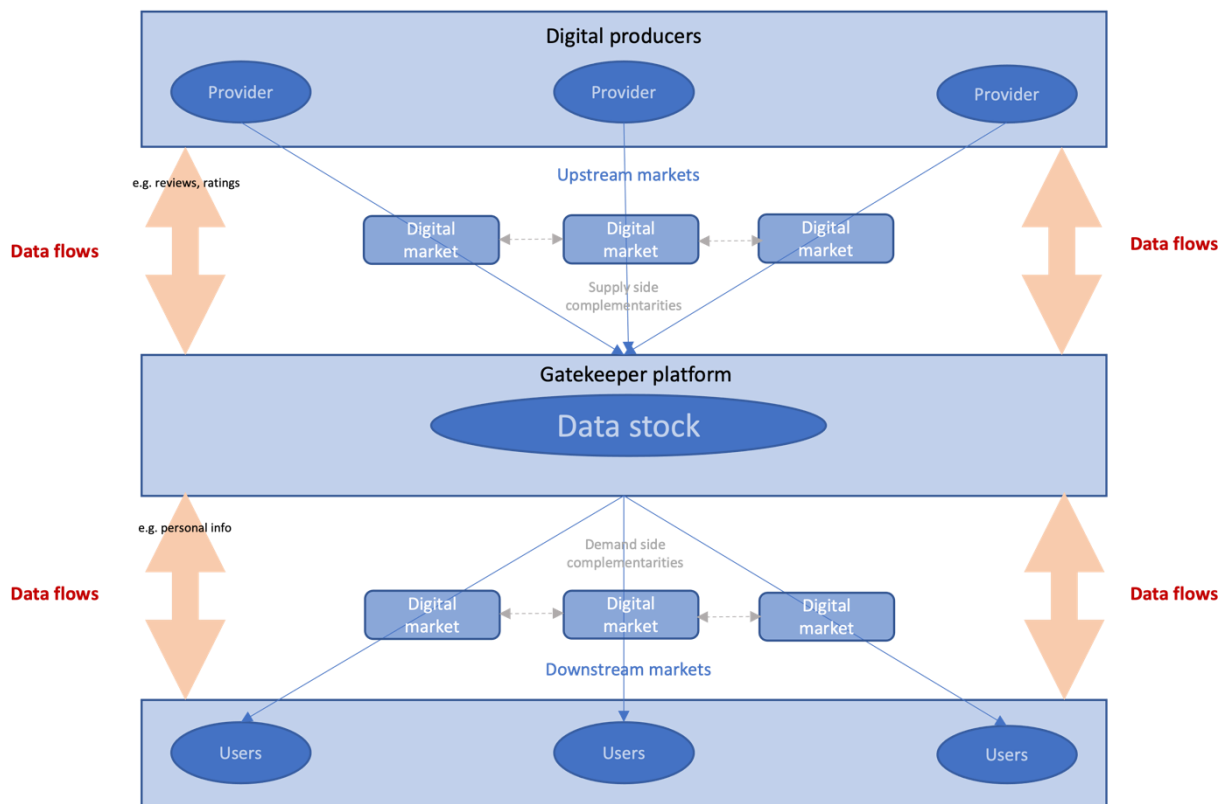 Digital producers
Provider
Provider
Provider
e.g. reviews, ratings
Upstream markets
Digital
market
Digital
market
Digital
market
Data flows
Data flows
Supply side
complementarities
Gatekeeper platform
Data stock
e.g. personal info
Demand side
complementarities
Data flows
Data flows
Digital
market
Digital
market
Digital
market
Downstream markets
Users
Users
Users